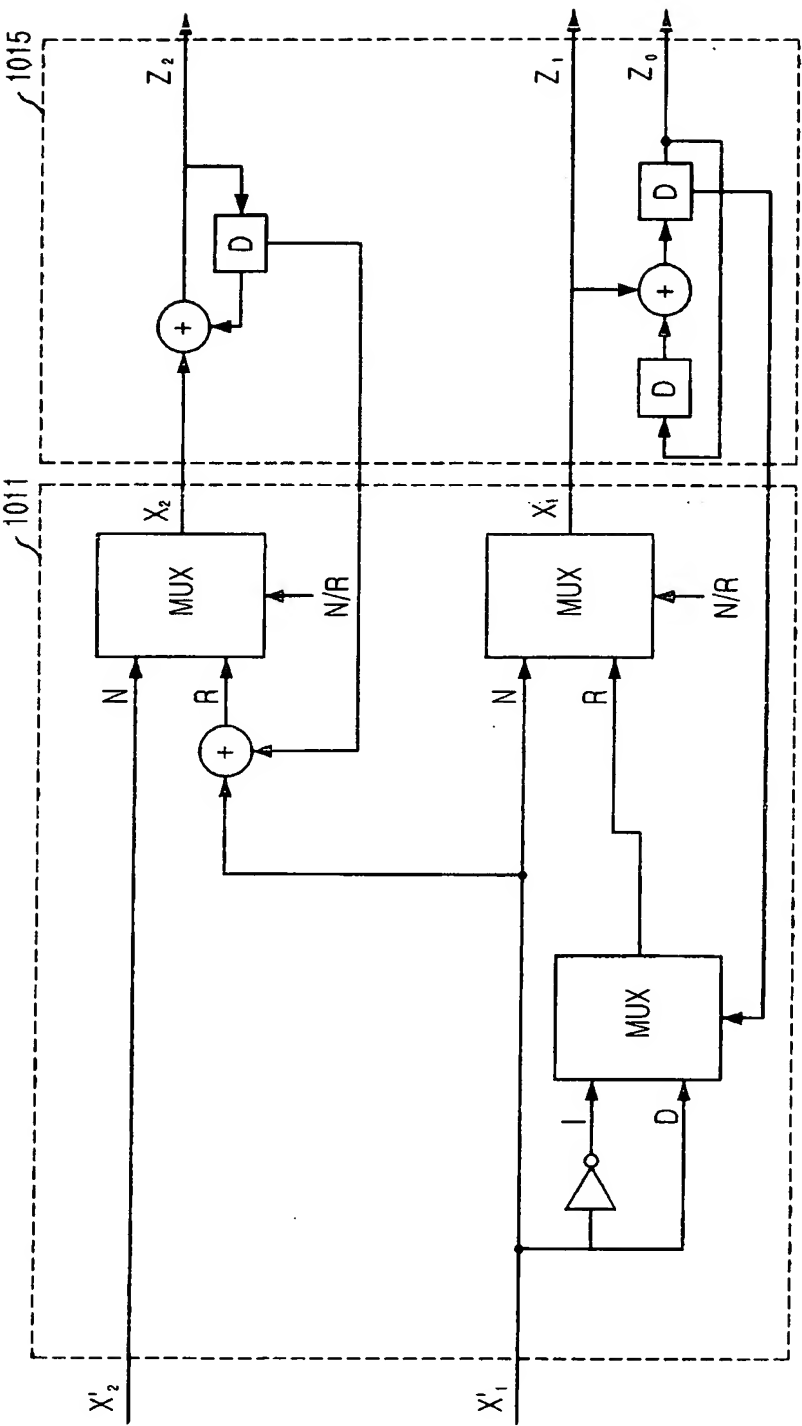 1011
1015
X'₂
N
X₂
Z₂
MUX
+
R
D
+
N/R
X'₁
N
X₁
Z₁
MUX
I
MUX
R
D
+
D
Z₀
D
N/R